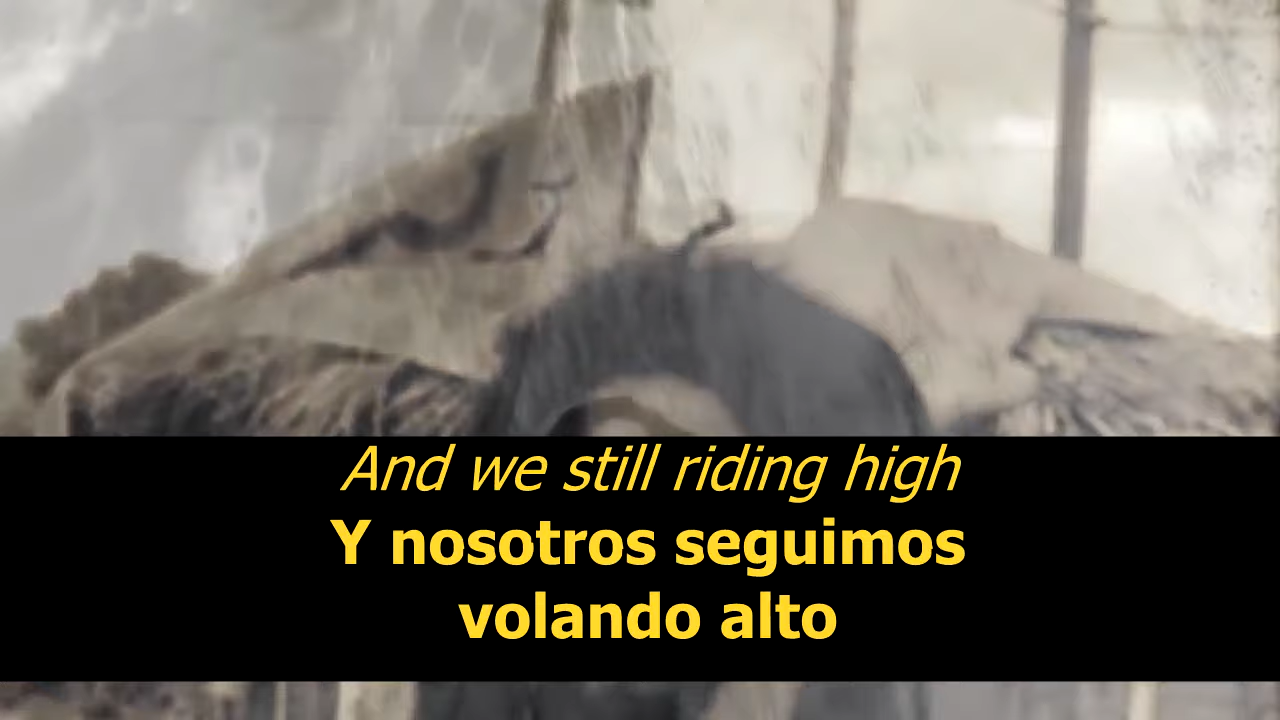 And we still riding high
Y nosotros seguimos
volando alto